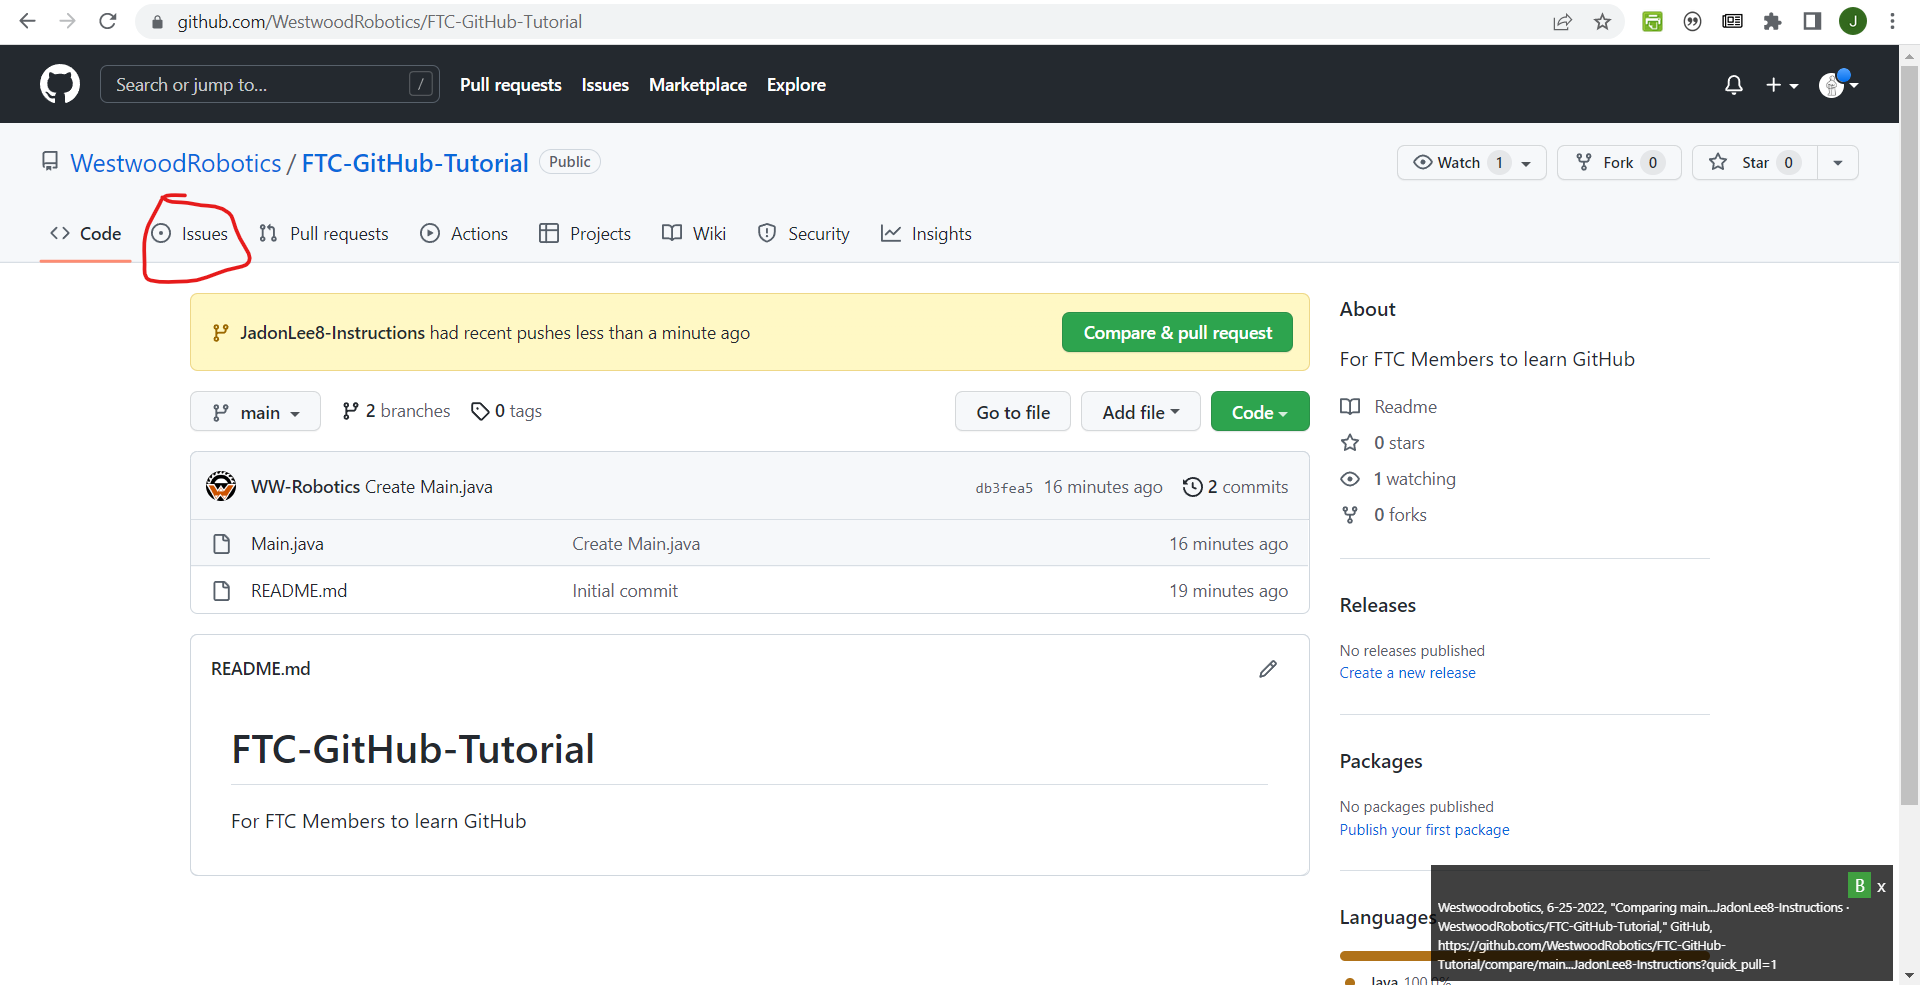 github.com/WestwoodRobotics/FTC-GitHub-Tutorial
J
Search or jump to... / Pull requests Issues Marketplace Explore
WestwoodRobotics / FTC-GitHub-Tutorial Public Watch 1 Fork 0 Star 0
Code Issues Pull requests Actions Projects Wiki Security Insights
JadonLee8-Instructions had recent pushes less than a minute ago Compare & pull request
main 2 branches 0 tags Go to file Add file Code
WW-Robotics Create Main.java db3fea5 16 minutes ago 2 commits
Main.java Create Main.java 16 minutes ago
README.md Initial commit 19 minutes ago
README.md
FTC-GitHub-Tutorial
For FTC Members to learn GitHub
About
For FTC Members to learn GitHub
Readme
0 stars
1 watching
0 forks
Releases
No releases published
Create a new release
Packages
No packages published
Publish your first package
Languages
Java 100.0%
B x
Westwoodrobotics, 6-25-2022, "Comparing main...JadonLee8-Instructions ·
WestwoodRobotics/FTC-GitHub-Tutorial," GitHub,
https://github.com/WestwoodRobotics/FTC-GitHub-
Tutorial/compare/main...JadonLee8-Instructions?quick_pull=1